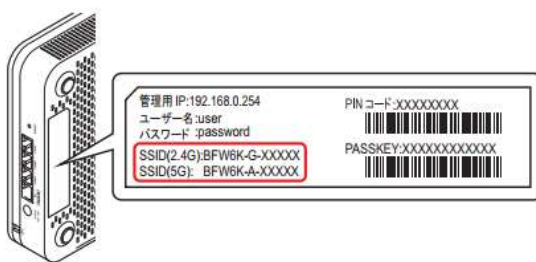 管理用 IP:192.168.0.254
ユーザー名:user
パスワード :password
SSID(2.4G):BFW6K-G-XXXXX
SSID(5G): BFW6K-A-XXXXX
PIN コード:XXXXXXXX
PASSKEY:XXXXXXXXXXXX